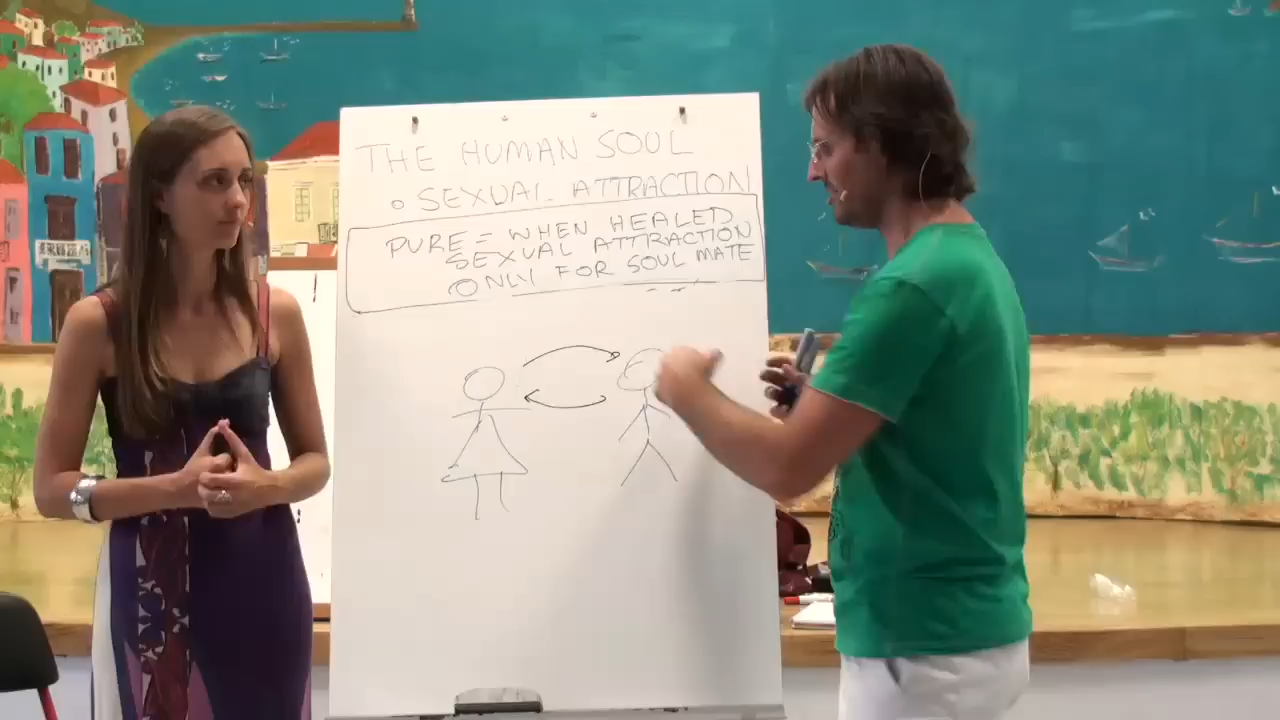 THE HUMAN SOUL
• SEXUAL ATTRACTION
PURE = WHEN HEALED
SEXUAL ATTRACTION
ONLY FOR SOUL MATE